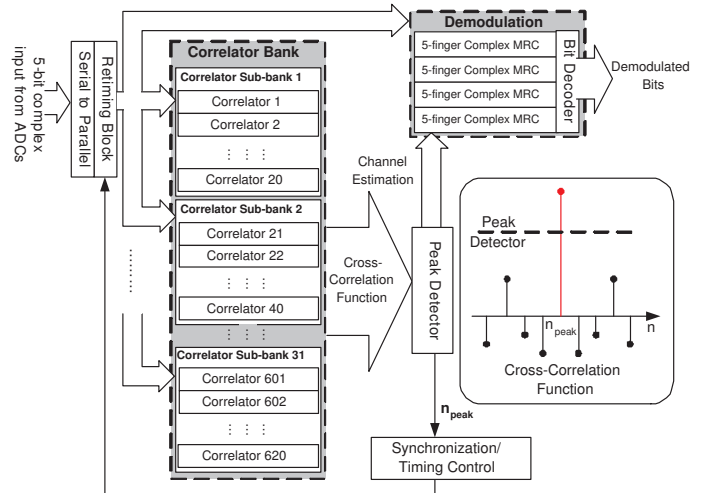 5-bit complex
input from ADCs
Serial to Parallel
Retiming Block
Correlator Bank
Correlator Sub-bank 1
Correlator 1
Correlator 2
. . .
Correlator 20
Correlator Sub-bank 2
Correlator 21
Correlator 22
. . .
Correlator 40
. . .
Correlator Sub-bank 31
Correlator 601
Correlator 602
. . .
Correlator 620
Channel
Estimation
Cross-
Correlation
Function
Peak Detector
Demodulation
5-finger Complex MRC
5-finger Complex MRC
5-finger Complex MRC
5-finger Complex MRC
Bit Decoder
Demodulated
Bits
Peak
Detector
n_peak
n
Cross-Correlation
Function
n_peak
Synchronization/
Timing Control